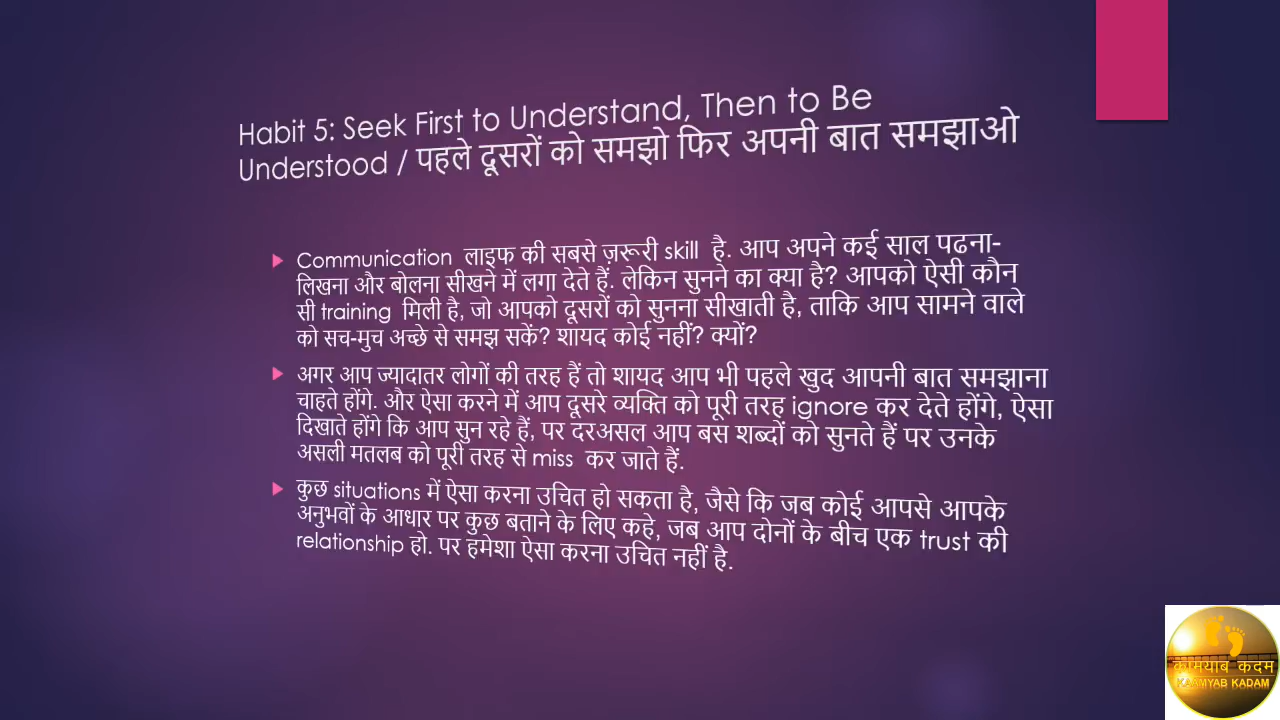 Habit 5: Seek First to Understand, Then to Be
Understood / पहले दूसरों को समझो फिर अपनी बात समझाओ
Communication लाइफ की सबसे ज़रूरी skill है. आप अपने कई साल पढना-
लिखना और बोलना सीखने में लगा देते हैं. लेकिन सुनने का क्या है? आपको ऐसी कौन
सी training मिली है, जो आपको दूसरों को सुनना सीखाती है, ताकि आप सामने वाले
को सच-मुच अच्छे से समझ सकें? शायद कोई नहीं? क्यों?
अगर आप ज्यादातर लोगों की तरह हैं तो शायद आप भी पहले खुद आपनी बात समझाना
चाहते होंगे. और ऐसा करने में आप दूसरे व्यक्ति को पूरी तरह ignore कर देते होंगे, ऐसा
दिखाते होंगे कि आप सुन रहे हैं, पर दरअसल आप बस शब्दों को सुनते हैं पर उनके
असली मतलब को पूरी तरह से miss कर जाते हैं.
कुछ situations में ऐसा करना उचित हो सकता है, जैसे कि जब कोई आपसे आपके
अनुभवों के आधार पर कुछ बताने के लिए कहे, जब आप दोनों के बीच एक trust की
relationship हो. पर हमेशा ऐसा करना उचित नहीं है.
कामयाब कदम
KAAMYAB KADAM